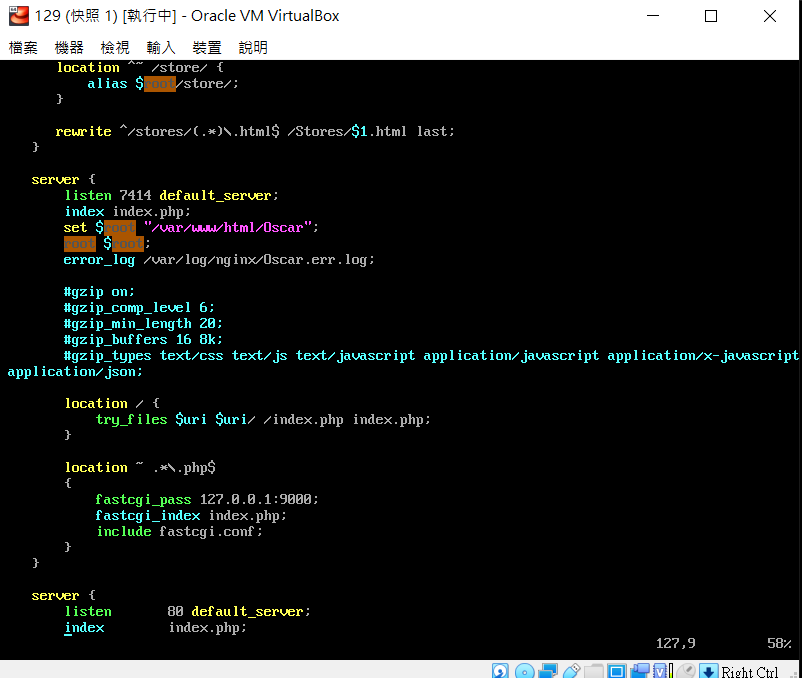 129 (快照 1) [執行中] - Oracle VM VirtualBox
檔案 機器 檢視 輸入 裝置 說明
location ^~ /store/ {
alias $root/store/;
}
rewrite ^/stores/(.*)\.html$ /Stores/$1.html last;
}
server {
listen 7414 default_server;
index index.php;
set $root "/var/www/html/Oscar";
root $root;
error_log /var/log/nginx/Oscar.err.log;
#gzip on;
#gzip_comp_level 6;
#gzip_min_length 20;
#gzip_buffers 16 8k;
#gzip_types text/css text/js text/javascript application/javascript application/x-javascript
application/json;
location / {
try_files $uri $uri/ /index.php index.php;
}
location ~ .*\.php$
{
fastcgi_pass 127.0.0.1:9000;
fastcgi_index index.php;
include fastcgi.conf;
}
}
server {
listen 80 default_server;
index index.php;
127,9 58%
Right Ctrl